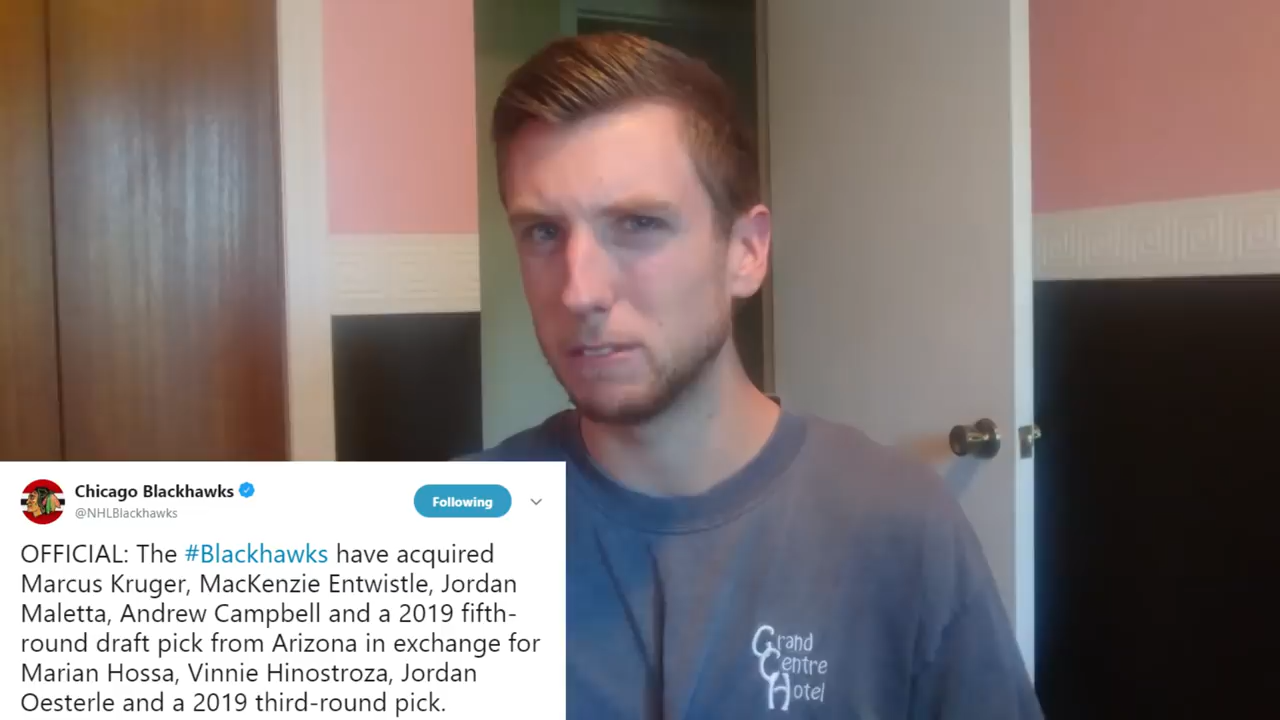 Chicago Blackhawks
@NHLBlackhawks
Following
OFFICIAL: The #Blackhawks have acquired
Marcus Kruger, MacKenzie Entwistle, Jordan
Maletta, Andrew Campbell and a 2019 fifth-
round draft pick from Arizona in exchange for
Marian Hossa, Vinnie Hinostroza, Jordan
Oesterle and a 2019 third-round pick.
Grand
Centre
Hotel